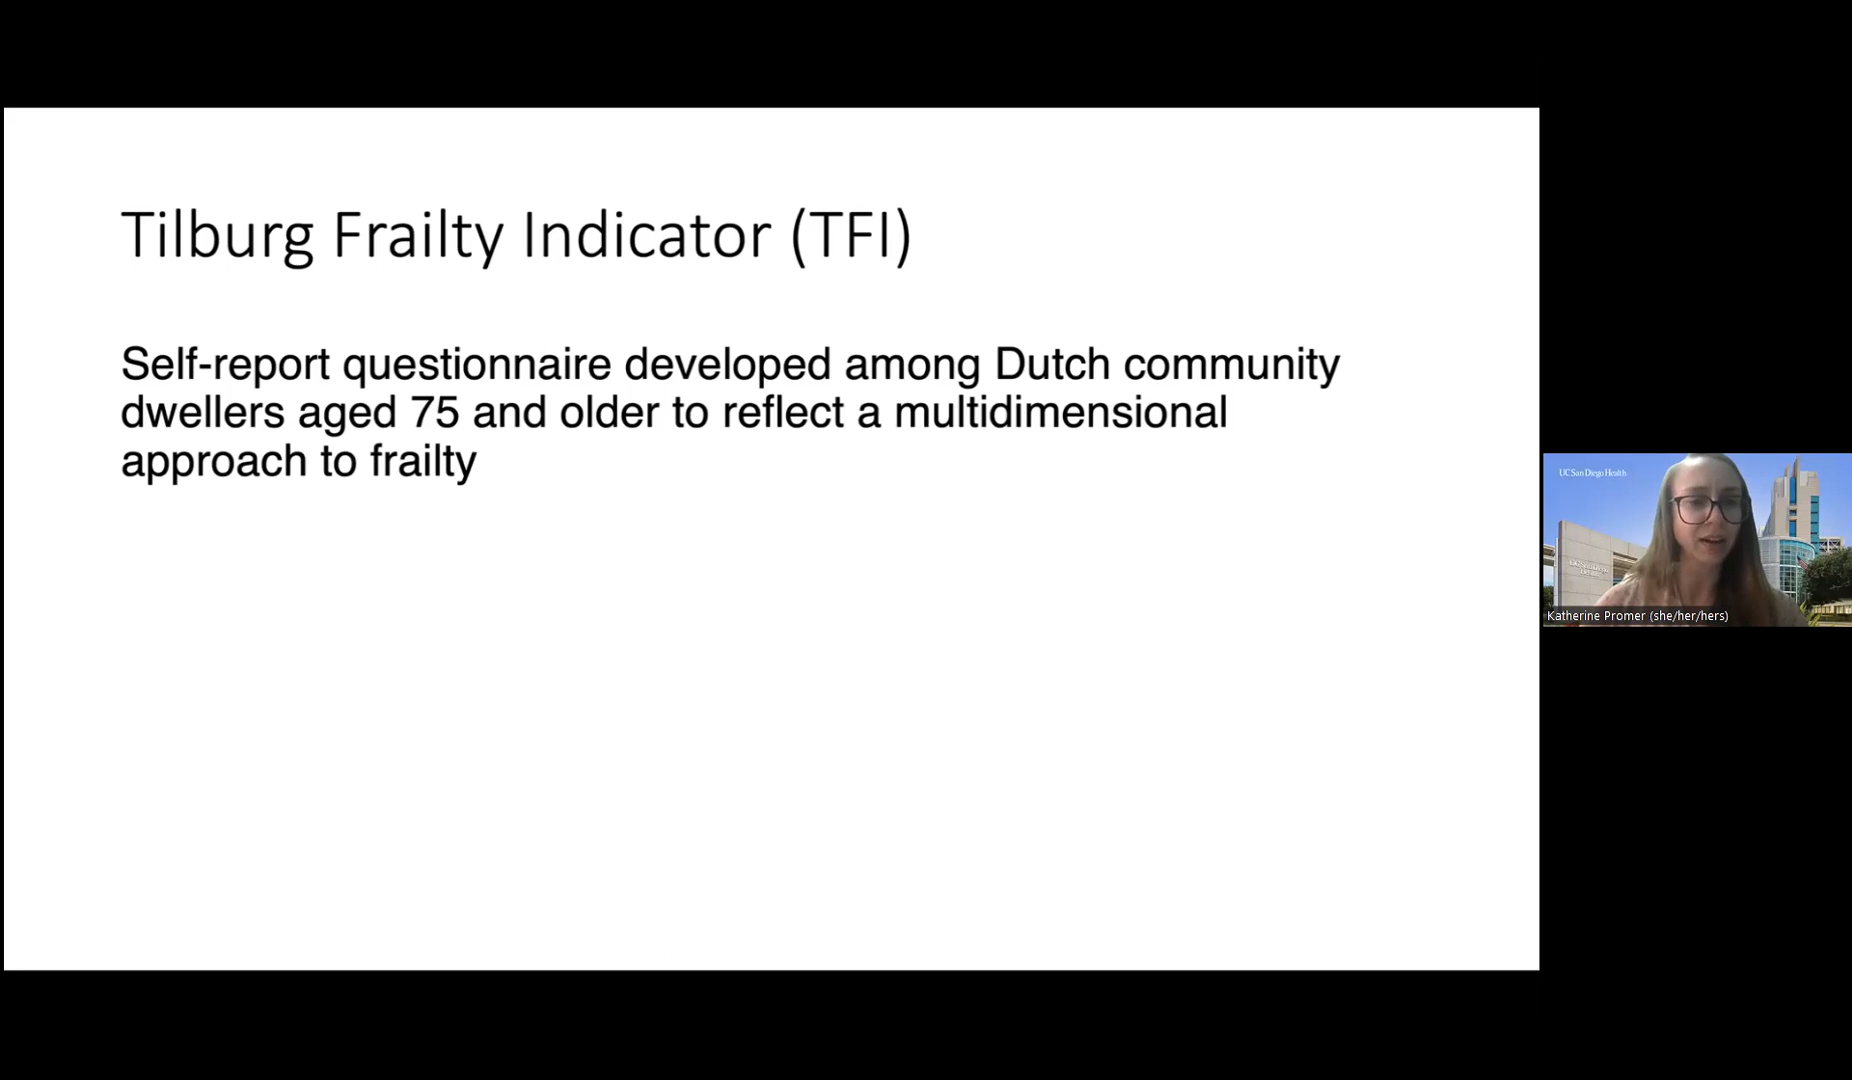 Tilburg Frailty Indicator (TFI)
Self-report questionnaire developed among Dutch community
dwellers aged 75 and older to reflect a multidimensional
approach to frailty
UC San Diego Health
Katherine Promer (she/her/hers)